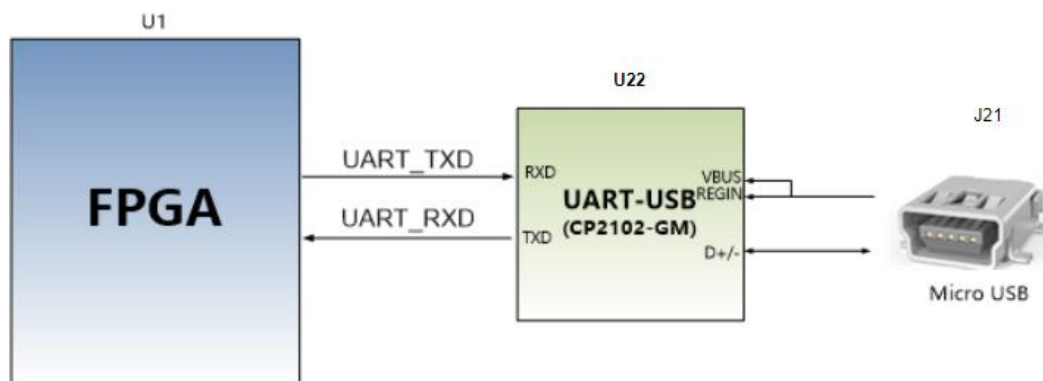 U1
U22
J21
FPGA
UART_TXD
UART_RXD
RXD
TXD
UART-USB
(CP2102-GM)
VBUS
REGIN
D+/-
Micro USB